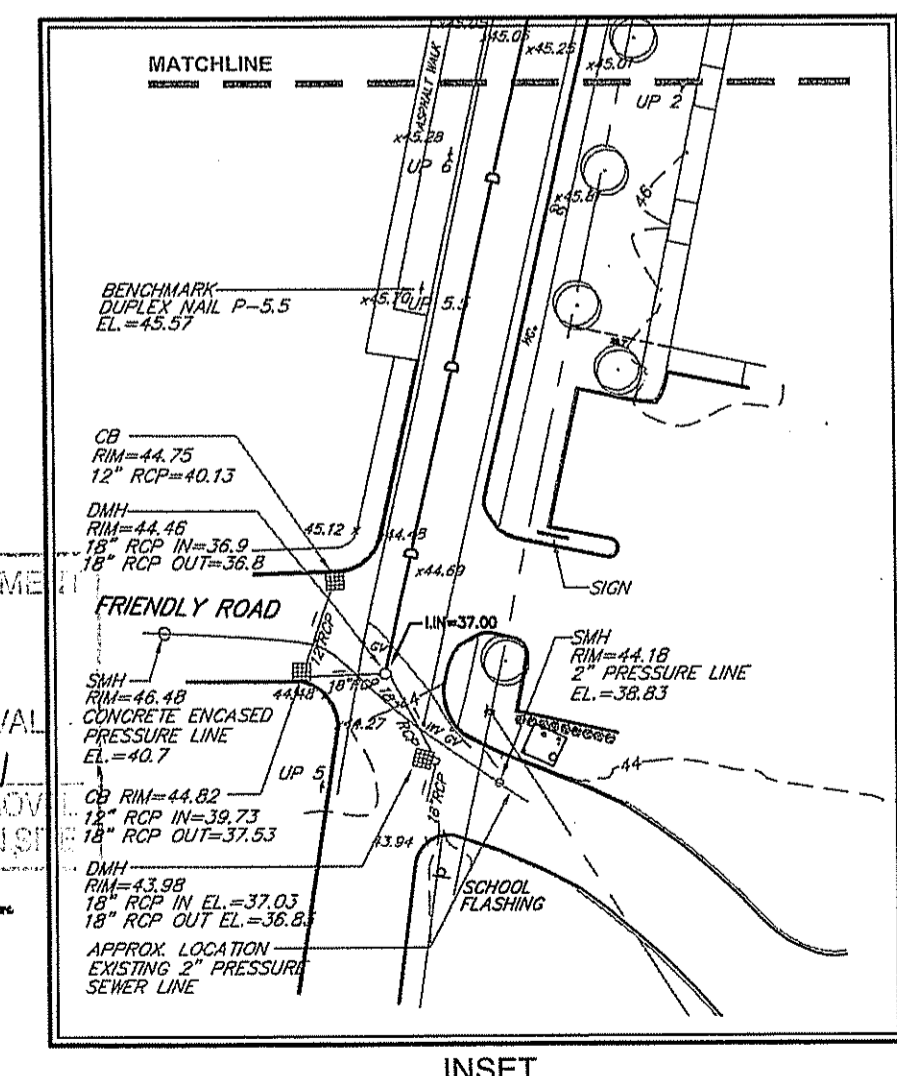 MATCHLINE
45.05
x45.25
x45.07
UP 2
ASPHALT WALK
x45.28
UP 6
46
x45.8
BENCHMARK
DUPLEX NAIL P-5.5
EL.=45.57
x45.70
UP 5.5
CB
RIM=44.75
12" RCP=40.13
DMH
RIM=44.46
18" RCP IN=36.9
18" RCP OUT=36.8
45.12
x44.69
SIGN
FRIENDLY ROAD
I.IN=37.00
12"RCP
GV
SMH
RIM=44.18
2" PRESSURE LINE
EL.=38.83
SMH
RIM=46.48
CONCRETE ENCASED
PRESSURE LINE
EL.=40.7
18"RCP
18" RCP
44.48
44.27
GV
44
UP 5
CB RIM=44.82
12" RCP IN=39.73
18" RCP OUT=37.53
18"RCP
43.94
DMH
RIM=43.98
18" RCP IN EL.=37.03
18" RCP OUT EL.=36.83
SCHOOL
FLASHING
APPROX. LOCATION
EXISTING 2" PRESSURE
SEWER LINE
INSET